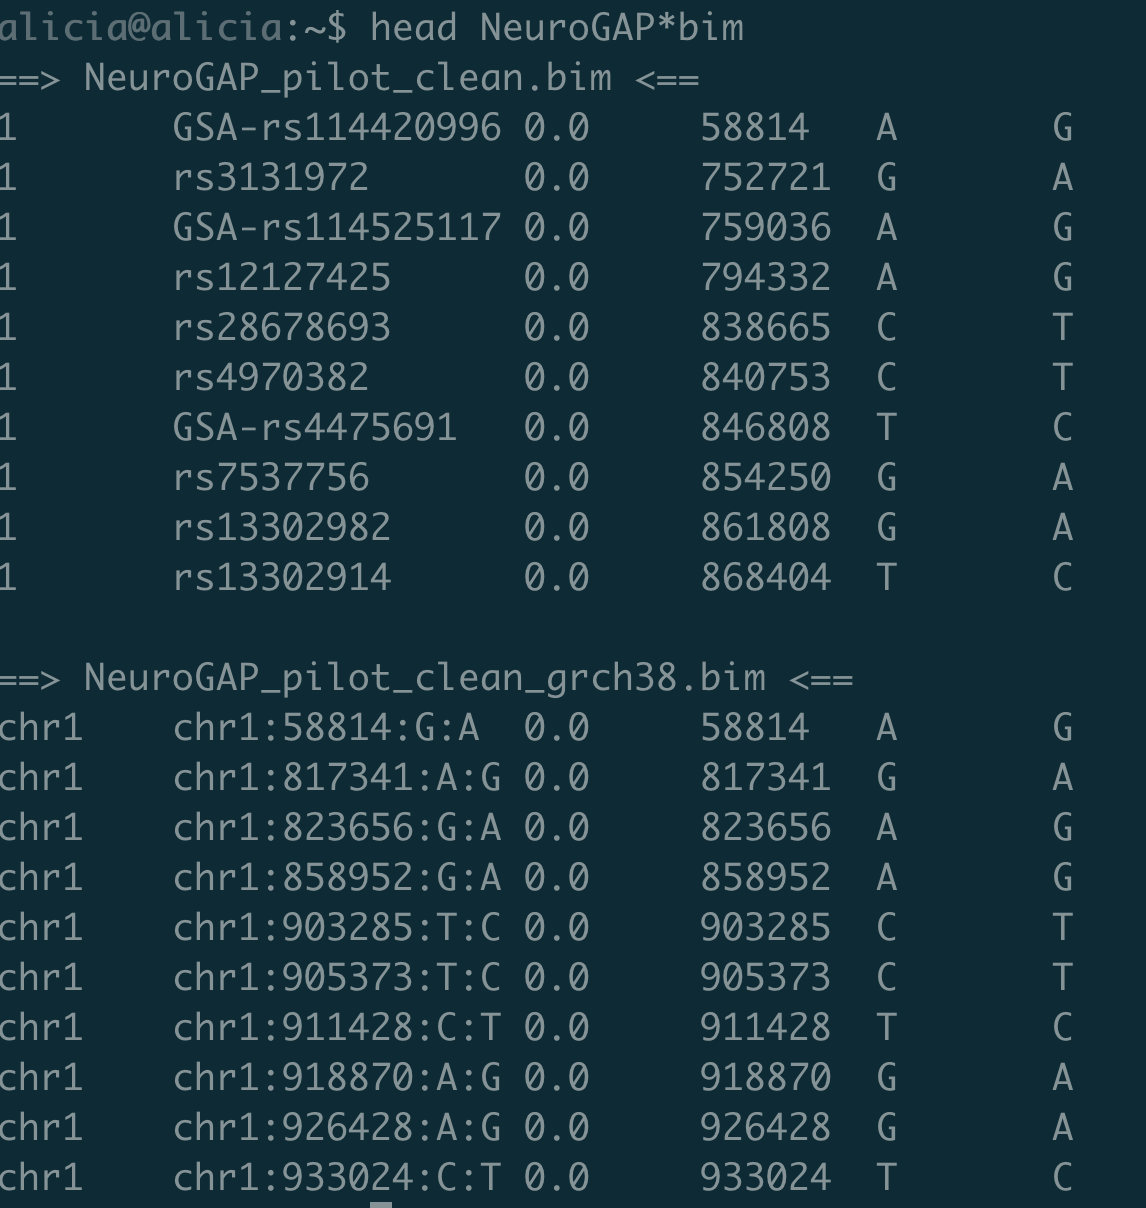 alicia@alicia:~$ head NeuroGAP*bim
==> NeuroGAP_pilot_clean.bim <==
1 GSA-rs114420996 0.0 58814 A G
1 rs3131972 0.0 752721 G A
1 GSA-rs114525117 0.0 759036 A G
1 rs12127425 0.0 794332 A G
1 rs28678693 0.0 838665 C T
1 rs4970382 0.0 840753 C T
1 GSA-rs4475691 0.0 846808 T C
1 rs7537756 0.0 854250 G A
1 rs13302982 0.0 861808 G A
1 rs13302914 0.0 868404 T C
==> NeuroGAP_pilot_clean_grch38.bim <==
chr1 chr1:58814:G:A 0.0 58814 A G
chr1 chr1:817341:A:G 0.0 817341 G A
chr1 chr1:823656:G:A 0.0 823656 A G
chr1 chr1:858952:G:A 0.0 858952 A G
chr1 chr1:903285:T:C 0.0 903285 C T
chr1 chr1:905373:T:C 0.0 905373 C T
chr1 chr1:911428:C:T 0.0 911428 T C
chr1 chr1:918870:A:G 0.0 918870 G A
chr1 chr1:926428:A:G 0.0 926428 G A
chr1 chr1:933024:C:T 0.0 933024 T C